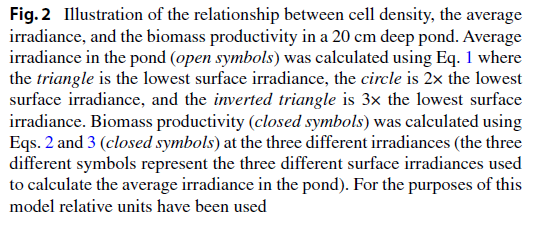 Fig. 2 Illustration of the relationship between cell density, the average
irradiance, and the biomass productivity in a 20 cm deep pond. Average
irradiance in the pond (open symbols) was calculated using Eq. 1 where
the triangle is the lowest surface irradiance, the circle is 2x the lowest
surface irradiance, and the inverted triangle is 3x the lowest surface
irradiance. Biomass productivity (closed symbols) was calculated using
Eqs. 2 and 3 (closed symbols) at the three different irradiances (the three
different symbols represent the three different surface irradiances used
to calculate the average irradiance in the pond). For the purposes of this
model relative units have been used